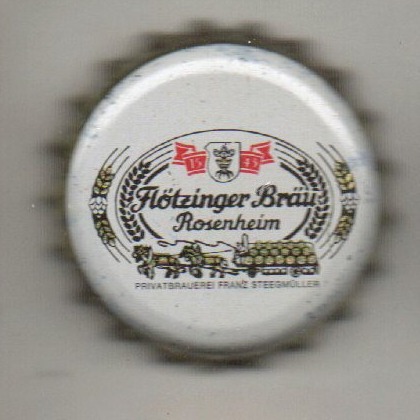 15 43
Flötzinger Bräu
Rosenheim
PRIVATBRAUEREI FRANZ STEEGMÜLLER